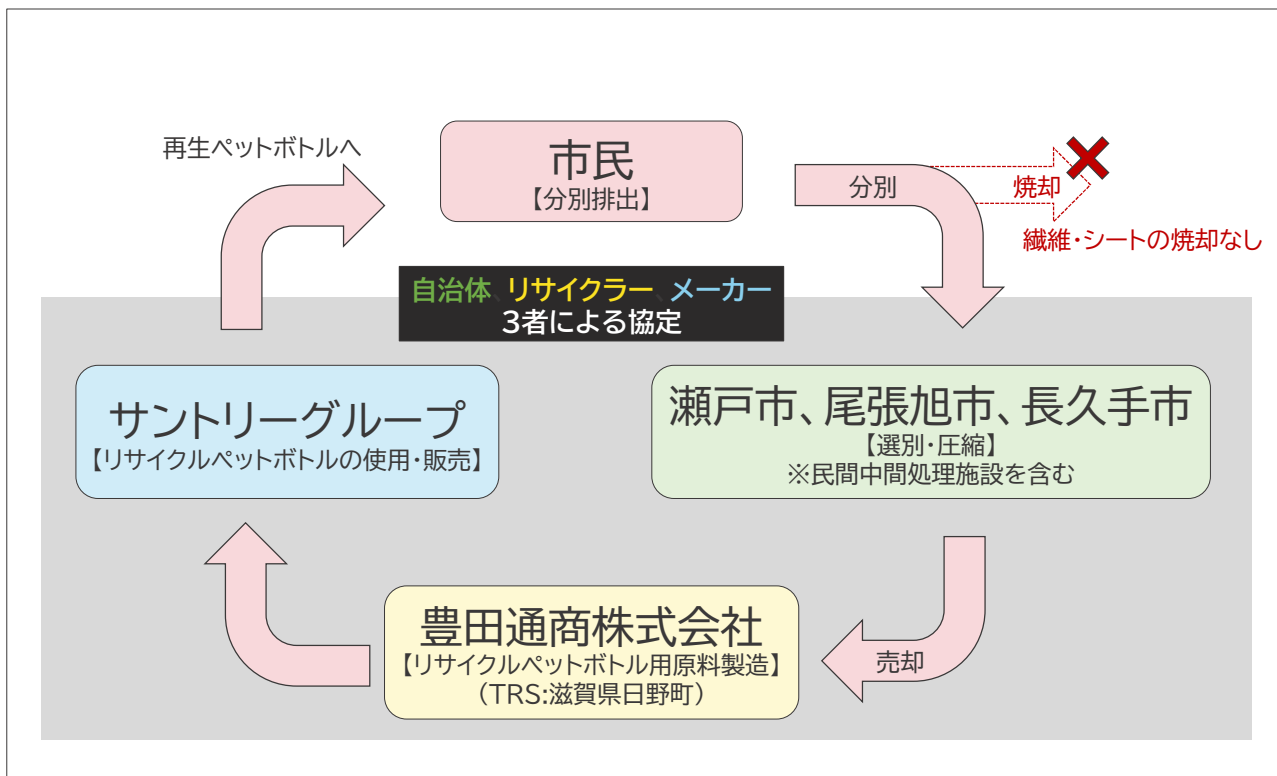 再生ペットボトルへ
市民
【分別排出】
分別
焼却
繊維・シートの焼却なし
自治体、リサイクラー、メーカー
3者による協定
サントリーグループ
【リサイクルペットボトルの使用・販売】
瀬戸市、尾張旭市、長久手市
【選別・圧縮】
※民間中間処理施設を含む
豊田通商株式会社
【リサイクルペットボトル用原料製造】
（TRS:滋賀県日野町）
売却